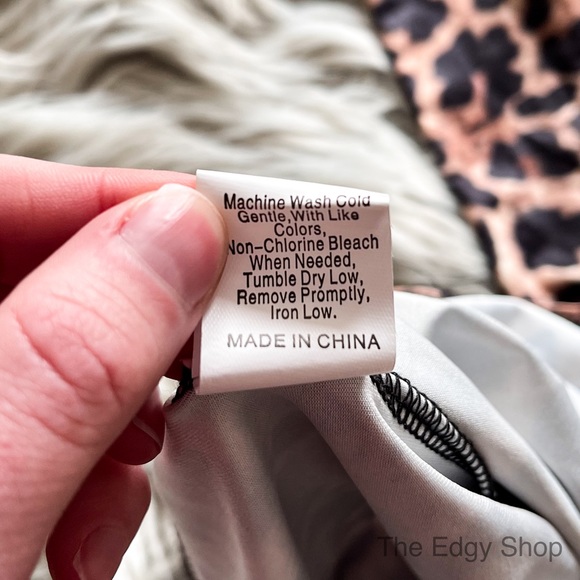 Machine Wash Cold
Gentle,With Like
Colors,
Non-Chlorine Bleach
When Needed,
Tumble Dry Low,
Remove Promptly,
Iron Low.
MADE IN CHINA
The Edgy Shop